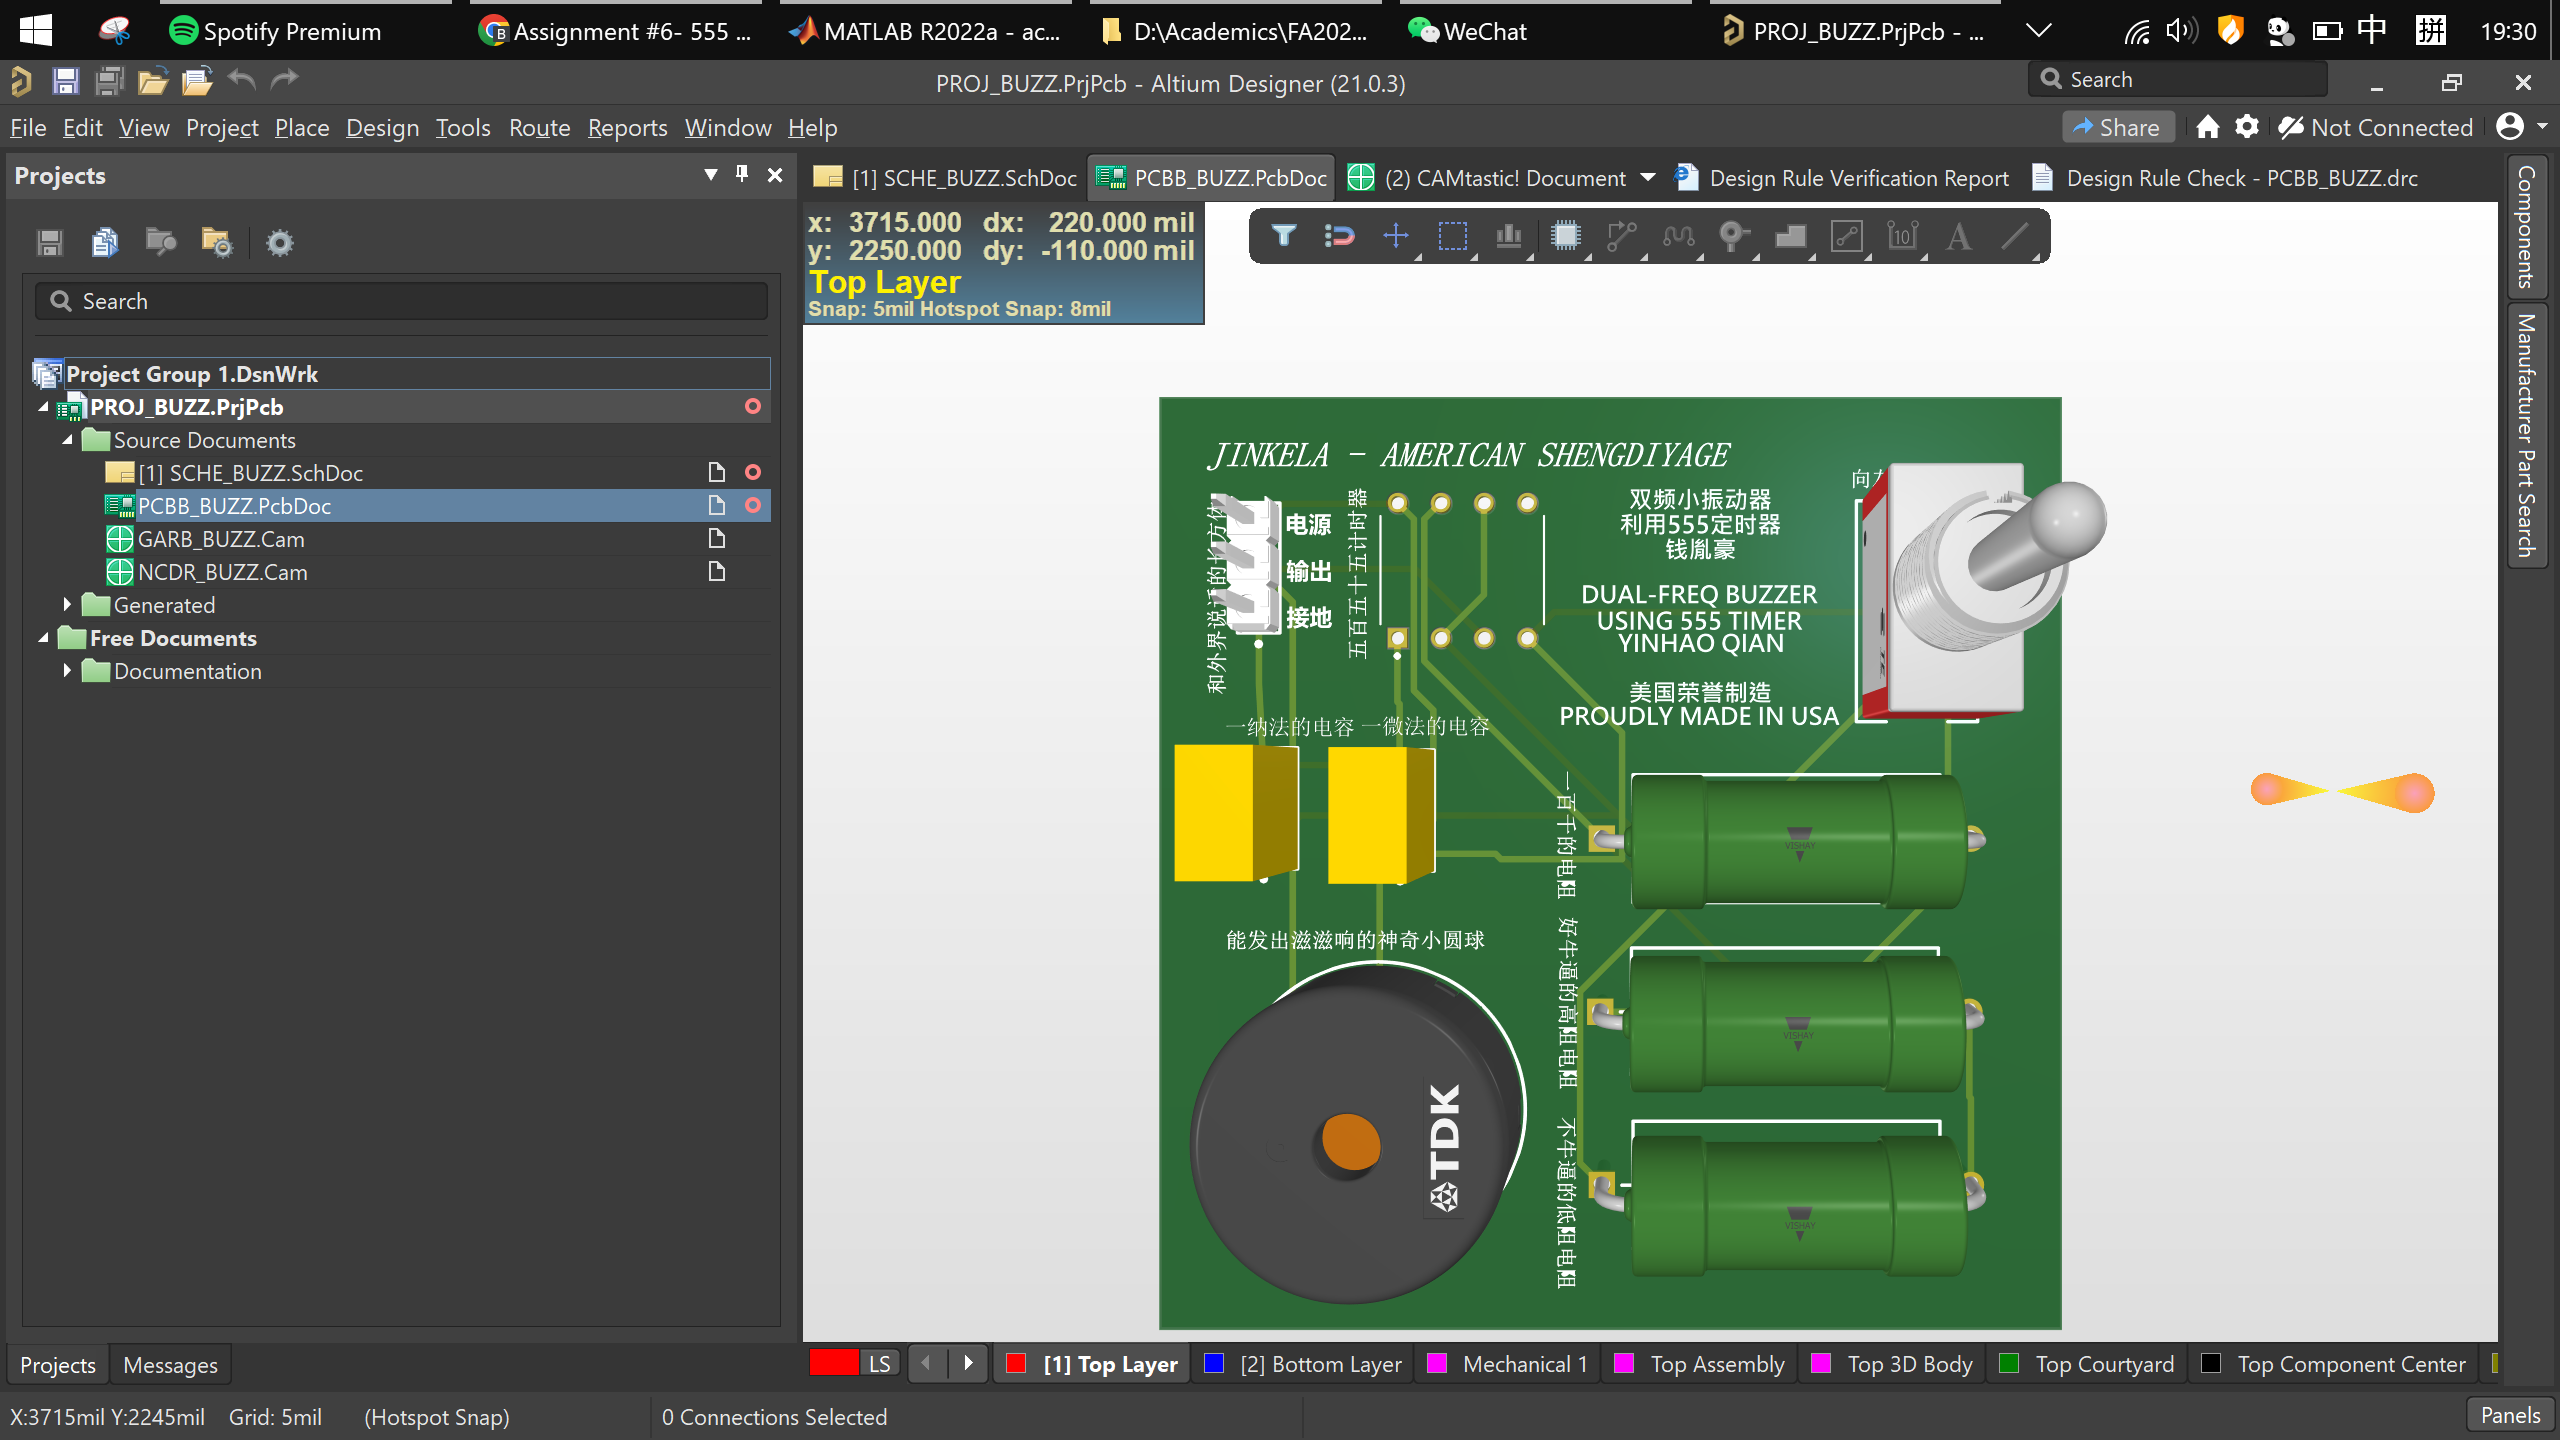 Spotify Premium
Assignment #6- 555 ...
MATLAB R2022a - ac...
D:\Academics\FA202...
WeChat
PROJ_BUZZ.PrjPcb - ...
中
拼
19:30
PROJ_BUZZ.PrjPcb - Altium Designer (21.0.3)
Search
File Edit View Project Place Design Tools Route Reports Window Help
Share
Not Connected
Projects
[1] SCHE_BUZZ.SchDoc
PCBB_BUZZ.PcbDoc
(2) CAMtastic! Document
Design Rule Verification Report
Design Rule Check - PCBB_BUZZ.drc
Components
Manufacturer Part Search
x: 3715.000 dx: 220.000 mil
y: 2250.000 dy: -110.000 mil
Top Layer
Snap: 5mil Hotspot Snap: 8mil
Search
Project Group 1.DsnWrk
PROJ_BUZZ.PrjPcb
Source Documents
[1] SCHE_BUZZ.SchDoc
PCBB_BUZZ.PcbDoc
GARB_BUZZ.Cam
NCDR_BUZZ.Cam
Generated
Free Documents
Documentation
JINKELA - AMERICAN SHENGDIYAGE
和外界说话的长方体
电源
输出
接地
五百五十五计时器
双频小振动器
利用555定时器
钱胤豪
DUAL-FREQ BUZZER
USING 555 TIMER
YINHAO QIAN
美国荣誉制造
PROUDLY MADE IN USA
向
一纳法的电容
一微法的电容
一百千的电阻
VISHAY
能发出滋滋响的神奇小圆球
好牛逼的高阻电阻
VISHAY
TDK
不牛逼的低阻电阻
VISHAY
Projects
Messages
LS
[1] Top Layer
[2] Bottom Layer
Mechanical 1
Top Assembly
Top 3D Body
Top Courtyard
Top Component Center
X:3715mil Y:2245mil Grid: 5mil (Hotspot Snap)
0 Connections Selected
Panels